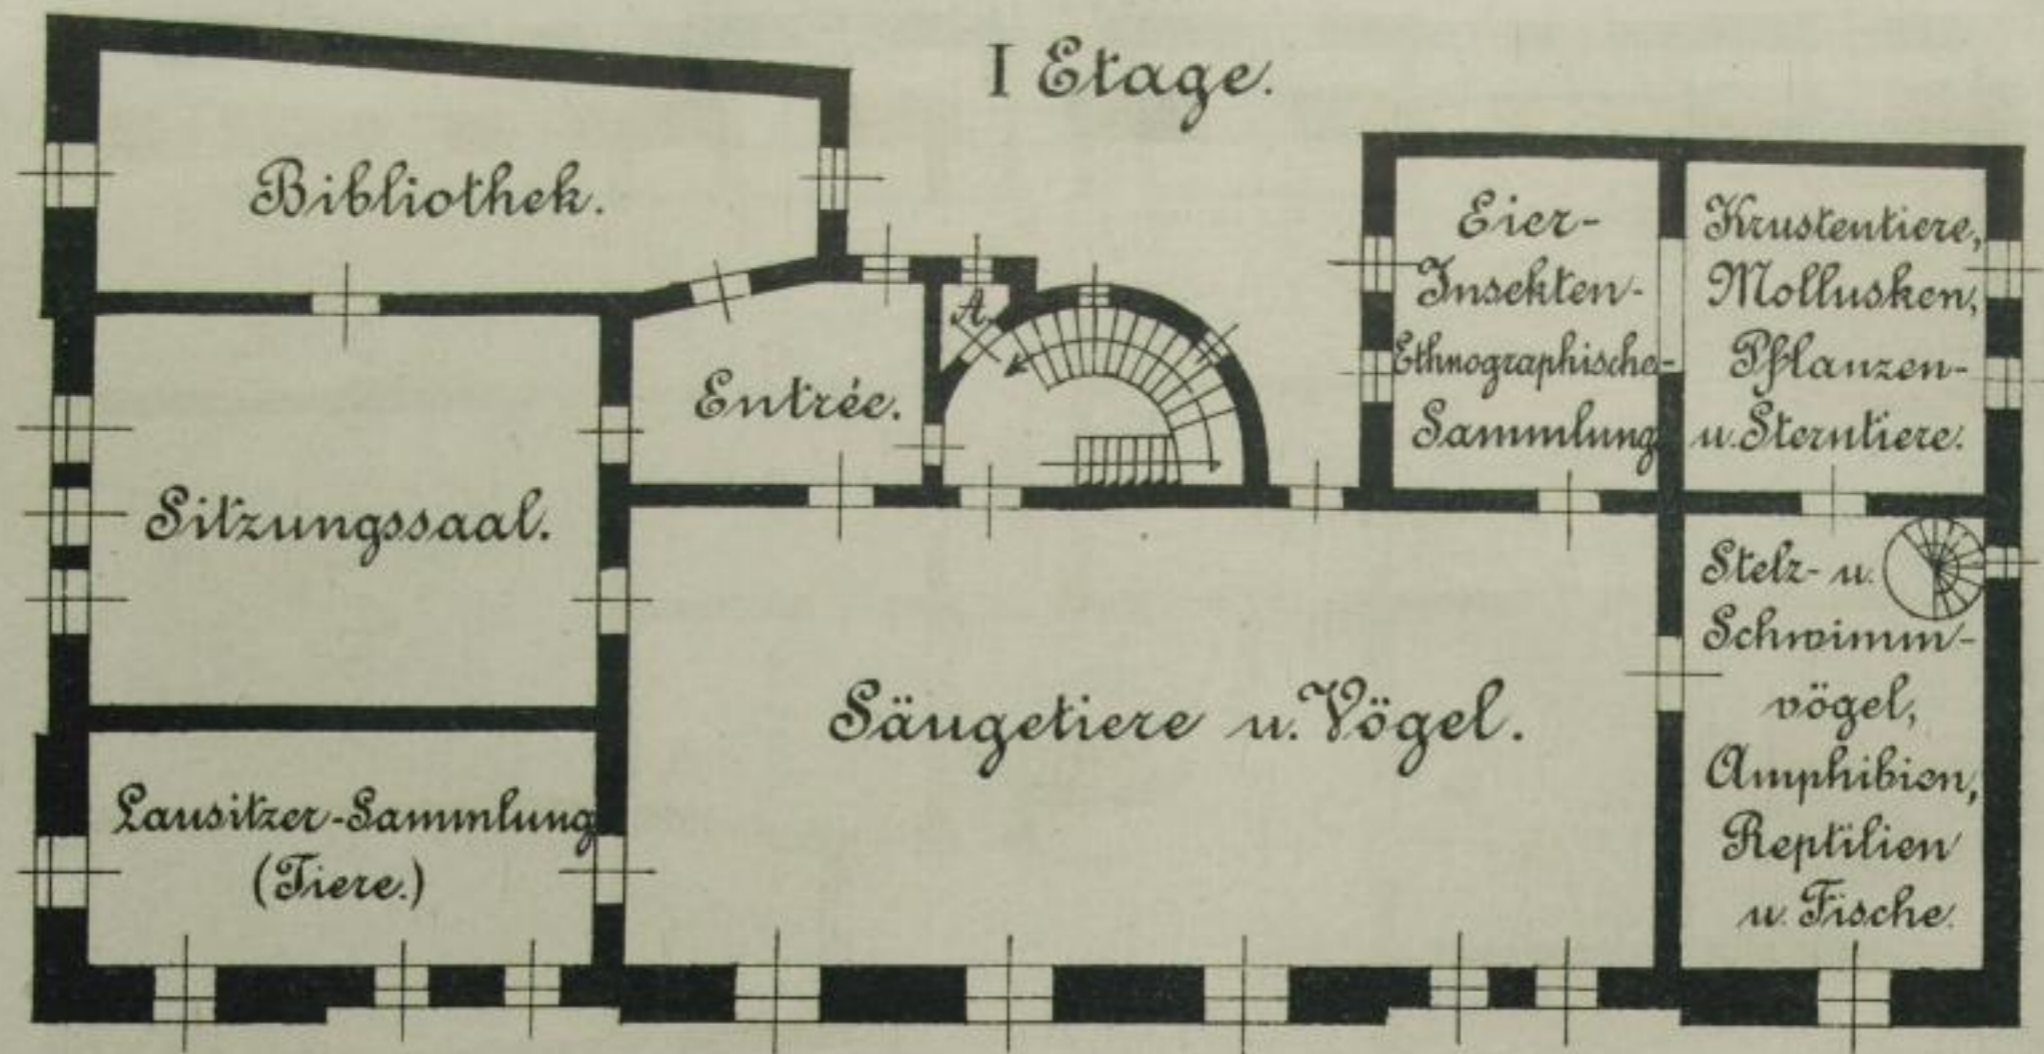 I Etage.
Bibliothek.
Eier-
Insekten-
Ethnographische-
Sammlung
Krustentiere,
Mollusken,
Pflanzen-
u. Sterntiere.
A.
Entrée.
Sitzungssaal.
Stelz- u.
Schwimm-
vögel,
Amphibien,
Reptilien
u. Fische.
Säugetiere u. Vögel.
Lausitzer-Sammlung
(Tiere.)